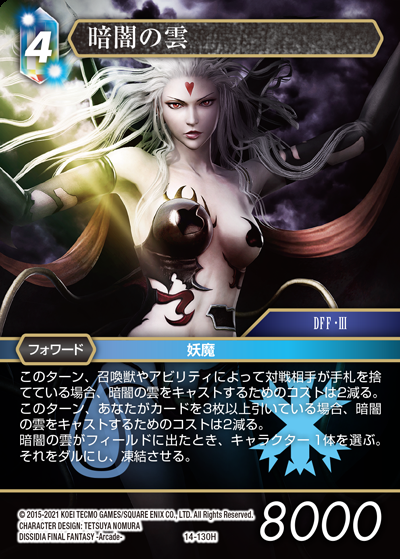 4
暗闇の雲
DFF・III
フォワード
妖魔
このターン、召喚獣やアビリティによって対戦相手が手札を捨
てている場合、暗闇の雲をキャストするためのコストは2減る。
このターン、あなたがカードを3枚以上引いている場合、暗闇
の雲をキャストするためのコストは2減る。
暗闇の雲がフィールドに出たとき、キャラクター1体を選ぶ。
それをダルにし、凍結させる。
© 2015-2021 KOEI TECMO GAMES/SQUARE ENIX CO., LTD. All Rights Reserved.
CHARACTER DESIGN: TETSUYA NOMURA
DISSIDIA FINAL FANTASY -Arcade-
14-130H
8000